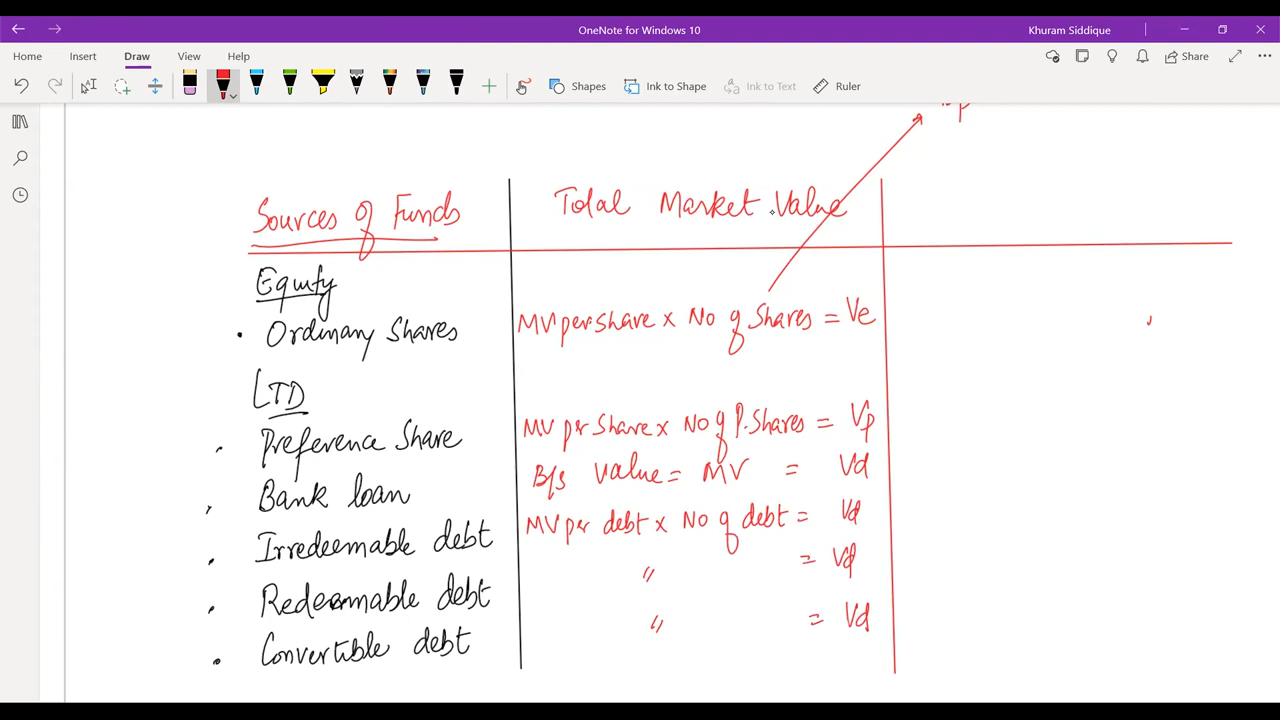 OneNote for Windows 10
Khuram Siddique
Home Insert Draw View Help
Share
Shapes
Ink to Shape
Ink to Text
Ruler
Sources of Funds
Total Market Value
Equity
Ordinary Shares
MV per share x No of Shares = Ve
LTD
Preference Share
MV per Share x No of P.Shares = Vp
Bank loan
B/s value = MV = Vd
Irredeemable debt
MV per debt x No of debt = Vd
Redeemable debt
" = Vd
Convertible debt
" = Vd